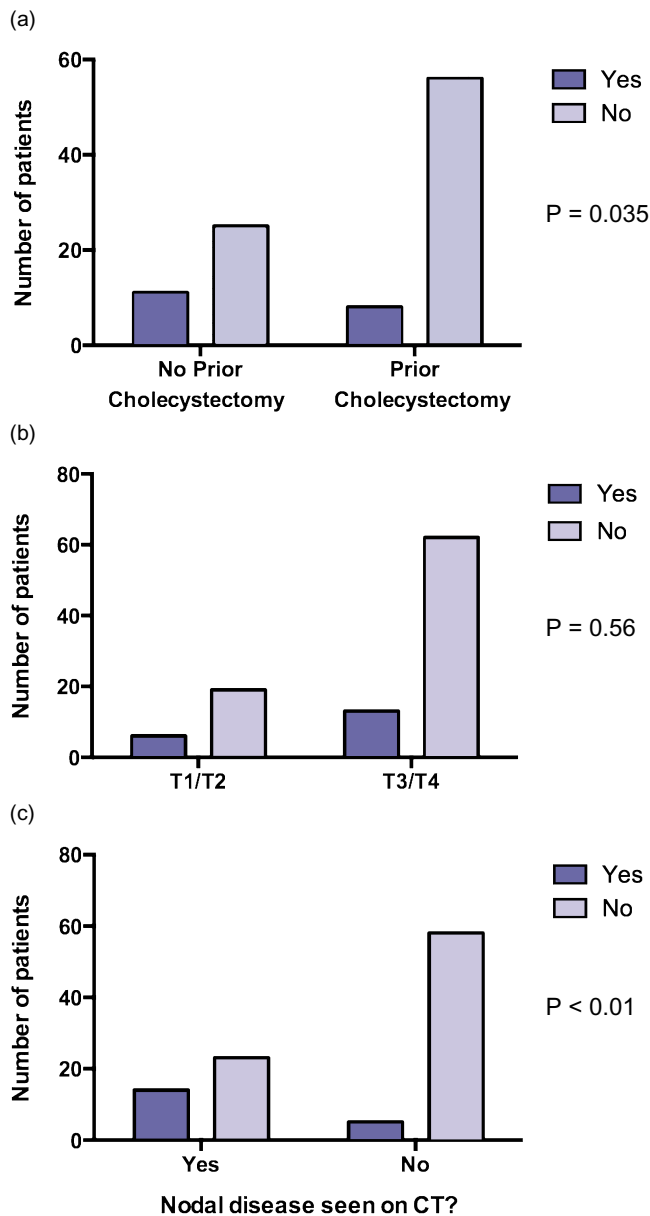 (a)
Number of patients
60
40
20
0
No Prior
Cholecystectomy
Prior
Cholecystectomy
Yes
No
P = 0.035
(b)
Number of patients
80
60
40
20
0
T1/T2
T3/T4
Yes
No
P = 0.56
(c)
Number of patients
80
60
40
20
0
Yes
No
Yes
No
P < 0.01
Nodal disease seen on CT?